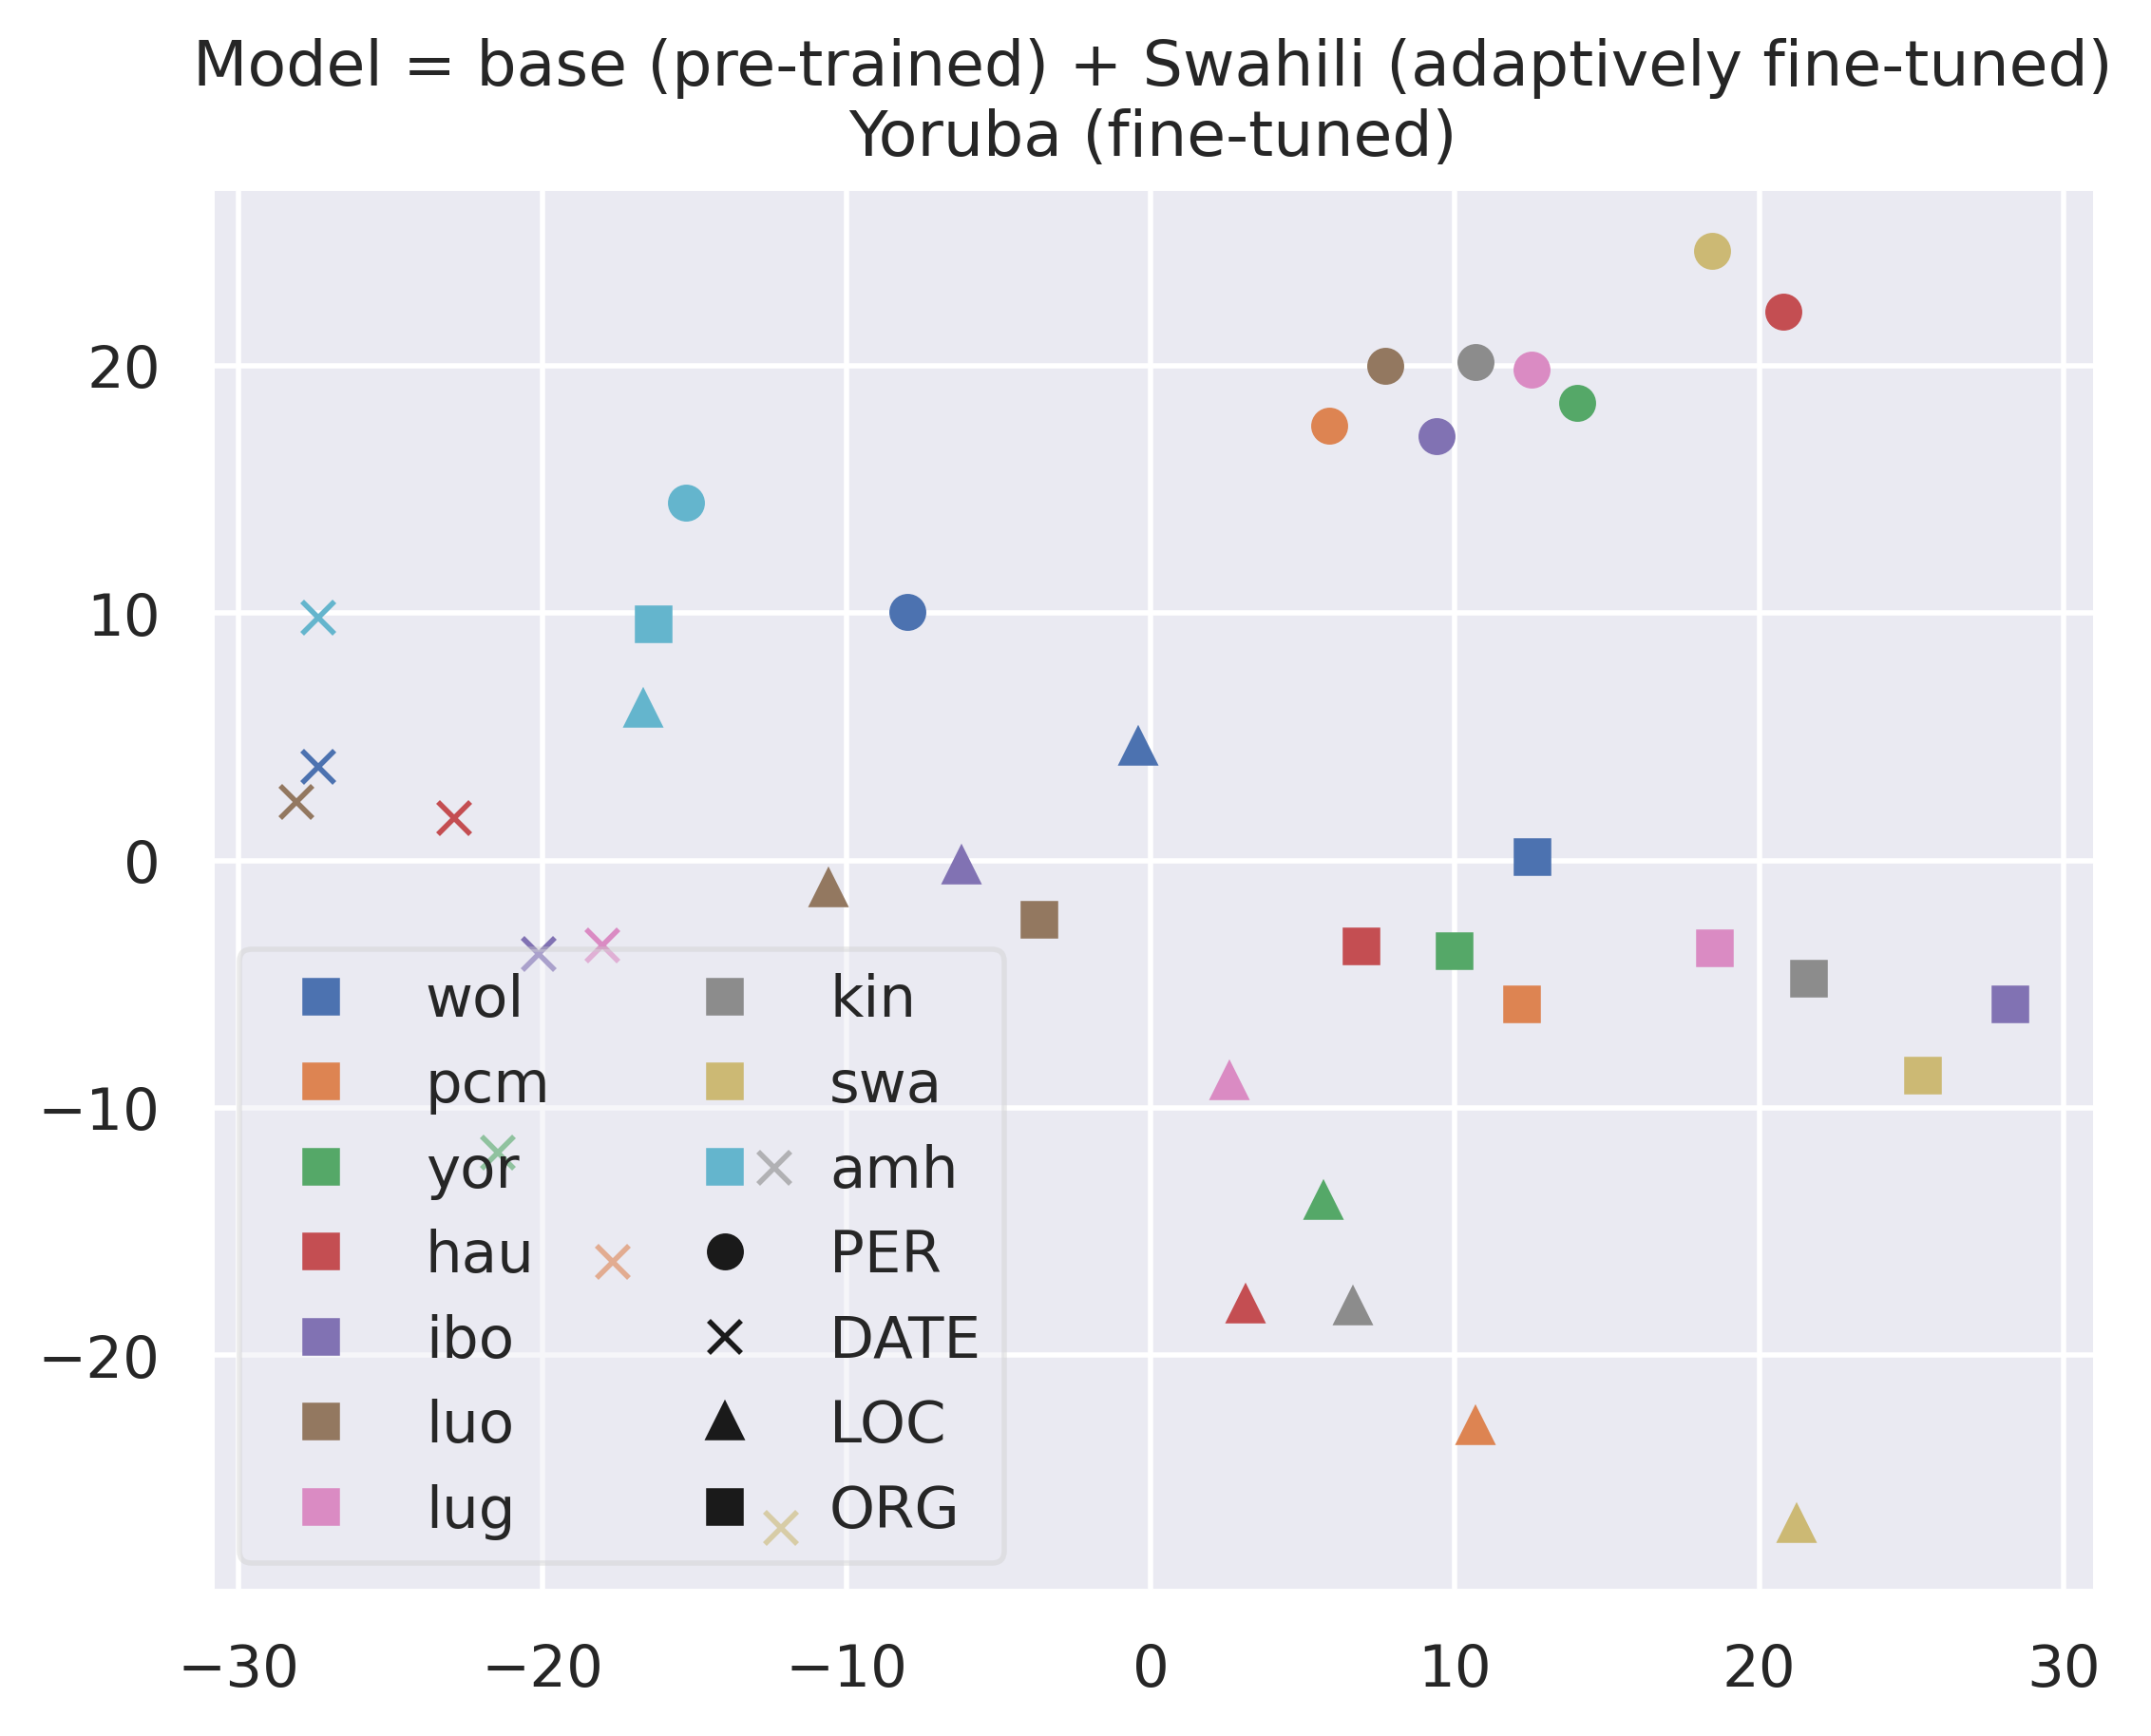 Model = base (pre-trained) + Swahili (adaptively fine-tuned)
Yoruba (fine-tuned)
20
10
0
−10
−20
wol
pcm
yor
hau
ibo
luo
lug
kin
swa
amh
PER
DATE
LOC
ORG
−30
−20
−10
0
10
20
30